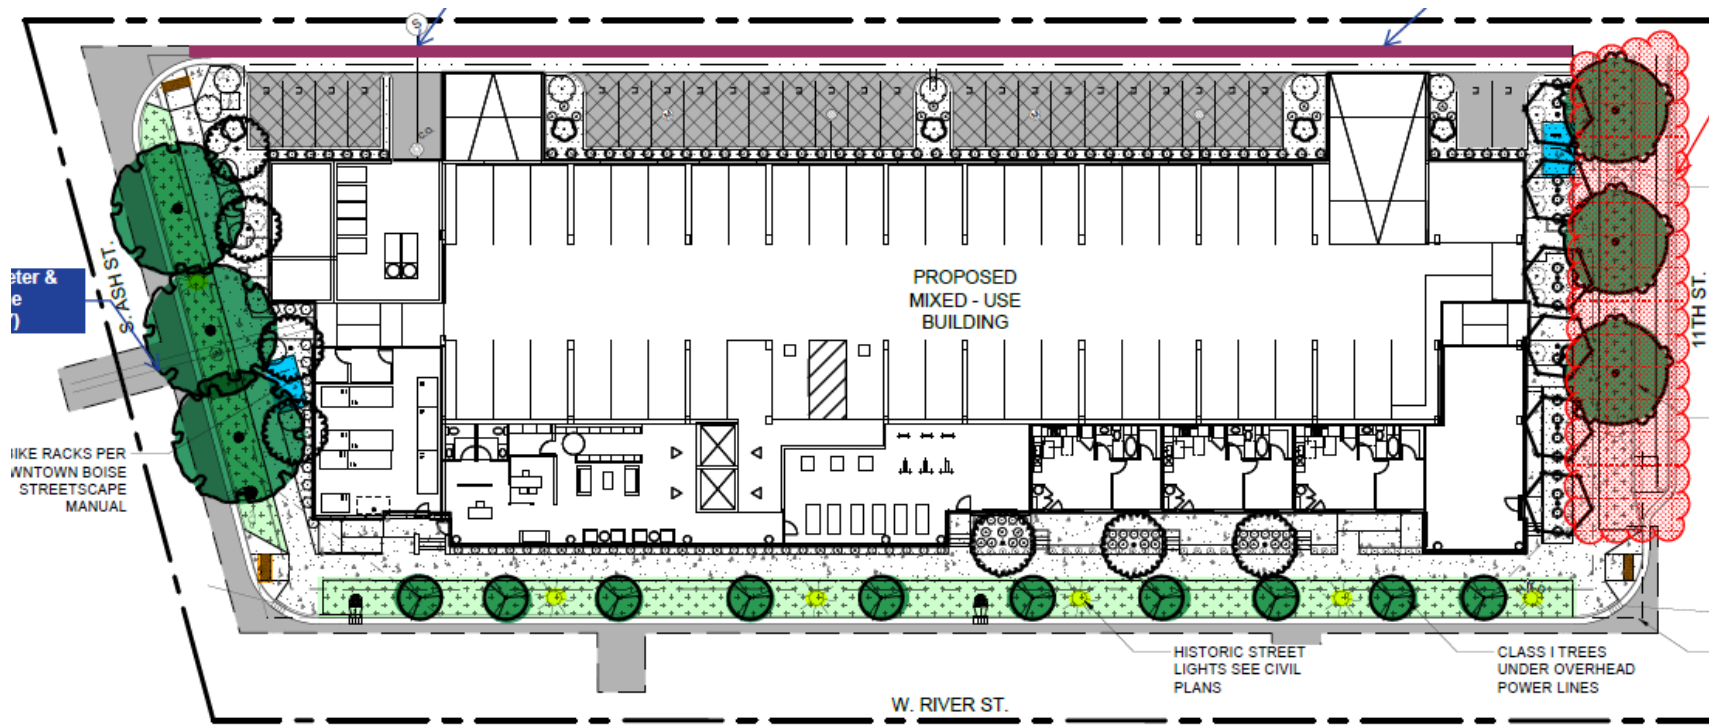 S
C.O.
PROPOSED
MIXED - USE
BUILDING
S. ASH ST.
eter &
e
')
11TH ST.
BIKE RACKS PER
WNTOWN BOISE
STREETSCAPE
MANUAL
HISTORIC STREET
LIGHTS SEE CIVIL
PLANS
CLASS I TREES
UNDER OVERHEAD
POWER LINES
W. RIVER ST.